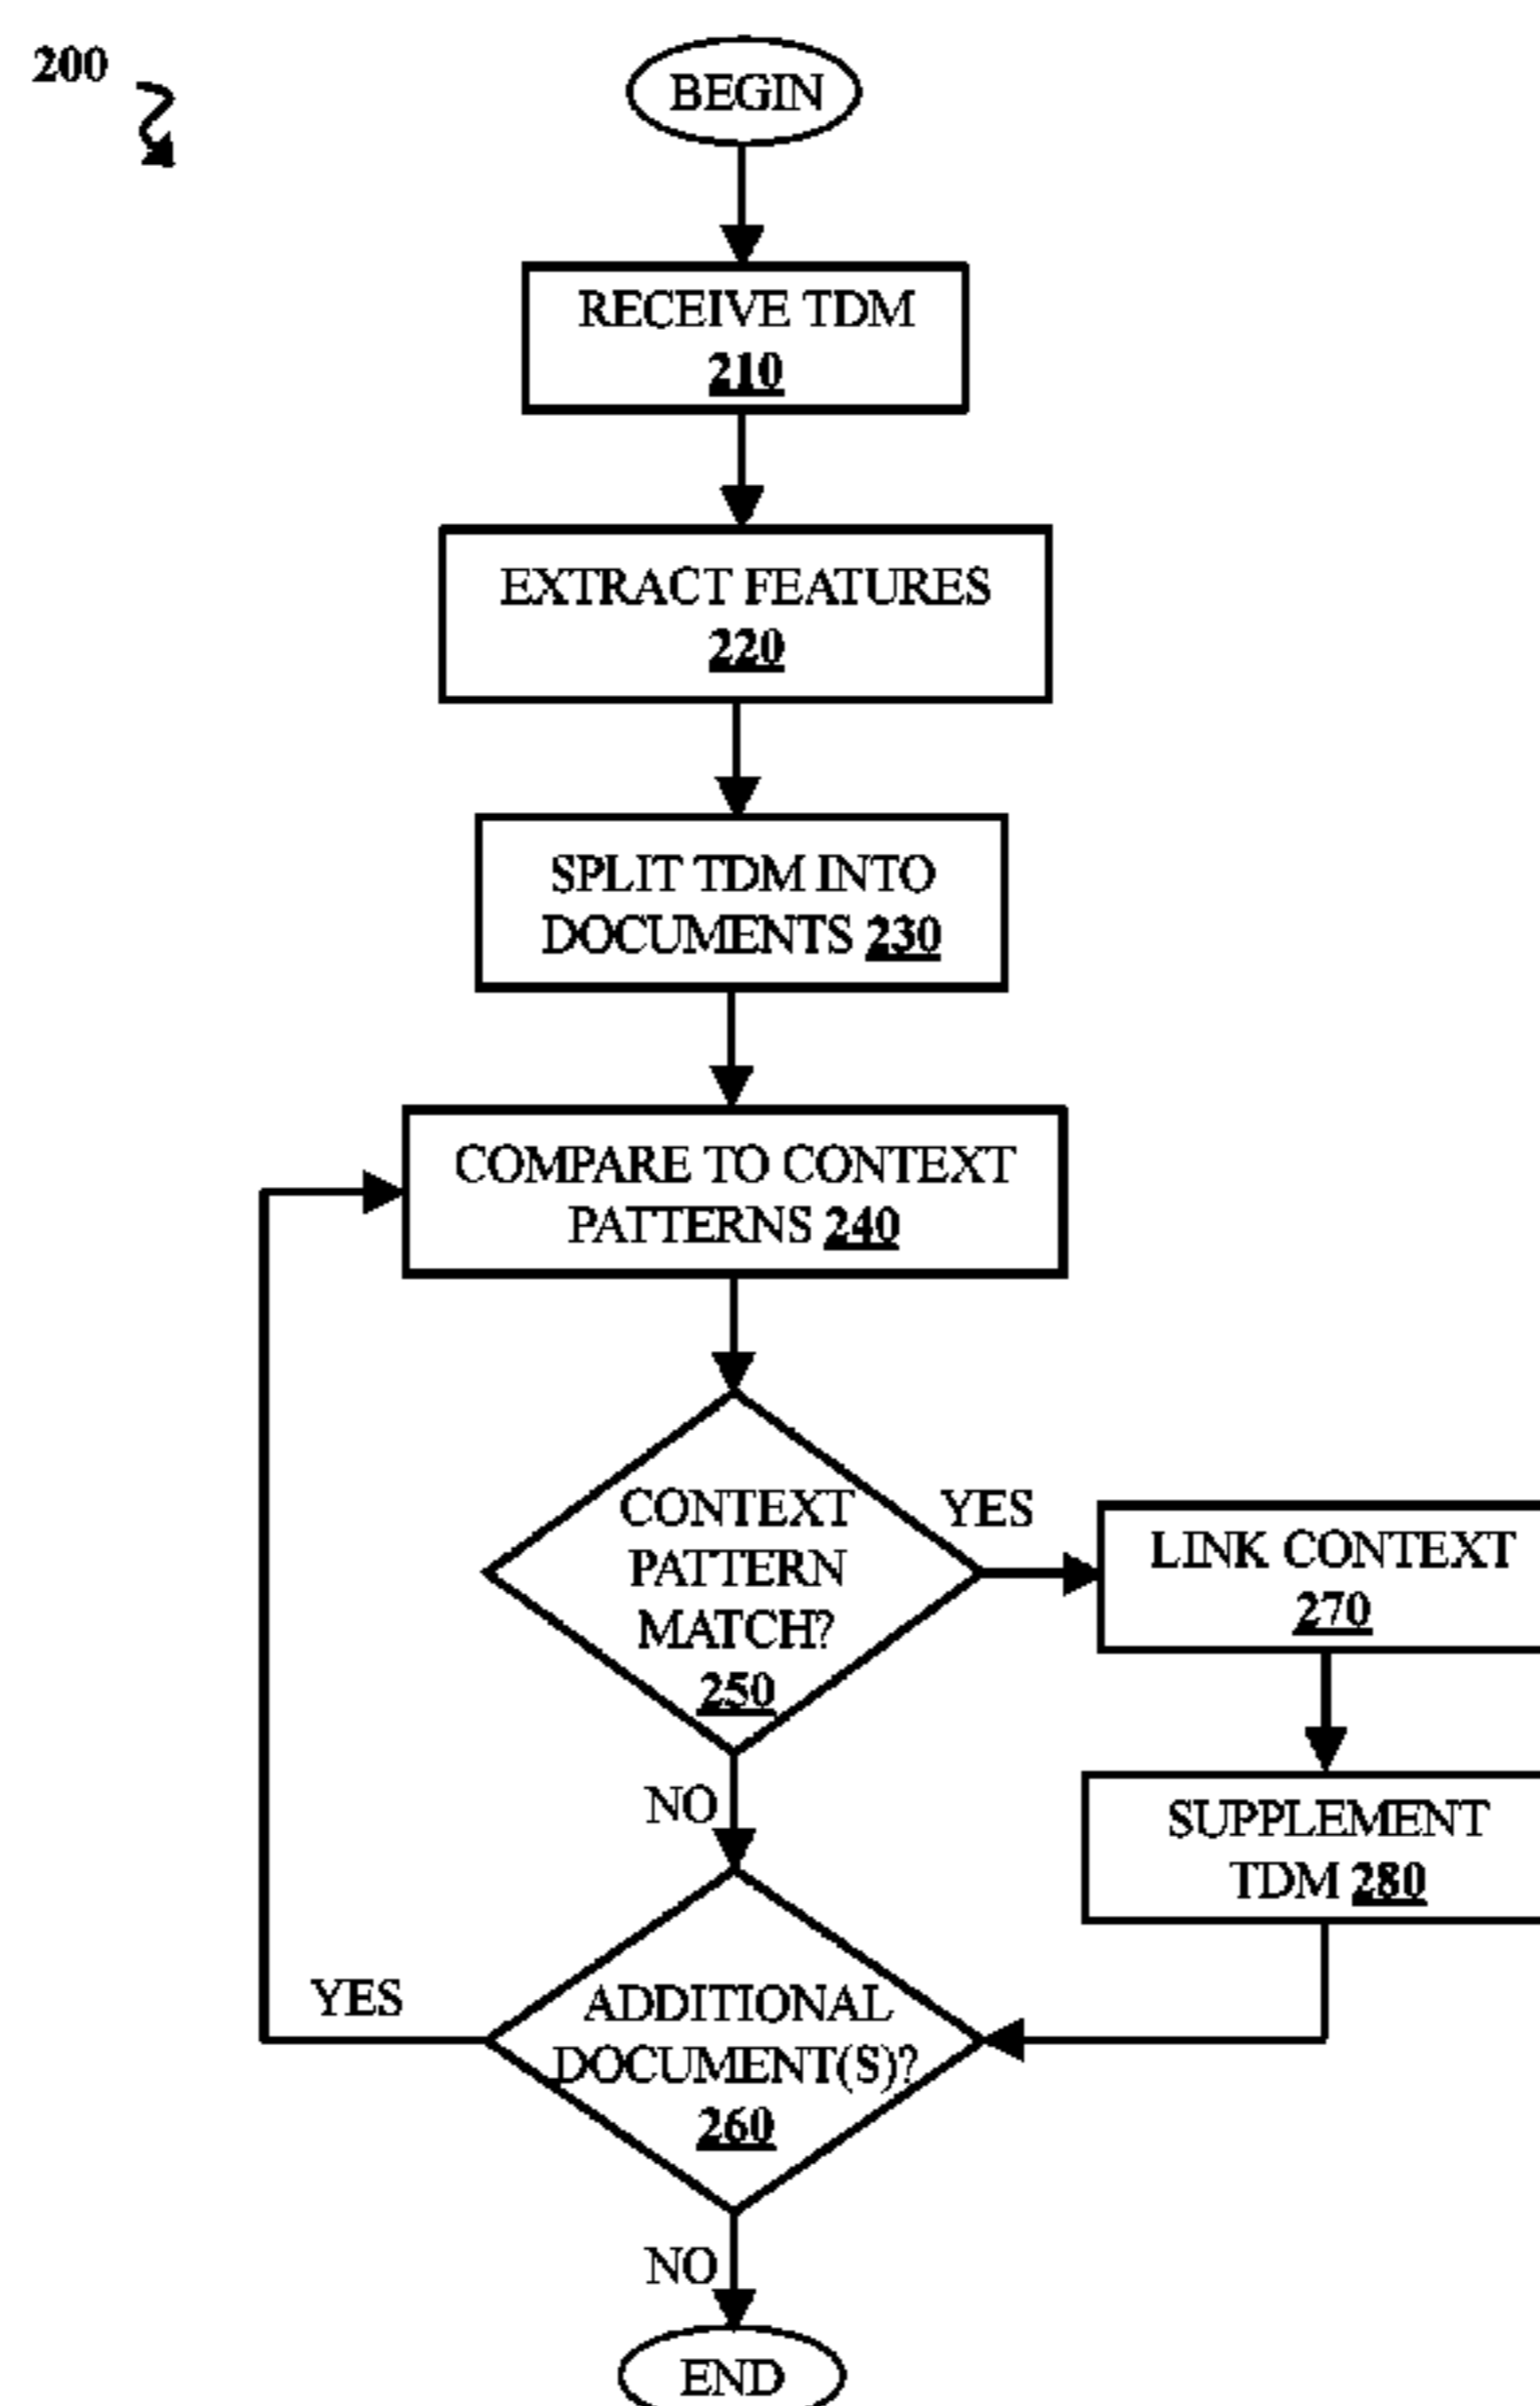 200
BEGIN
RECEIVE TDM
210
EXTRACT FEATURES
220
SPLIT TDM INTO
DOCUMENTS 230
COMPARE TO CONTEXT
PATTERNS 240
CONTEXT
PATTERN
MATCH?
250
YES
LINK CONTEXT
270
NO
SUPPLEMENT
TDM 280
YES
ADDITIONAL
DOCUMENT(S)?
260
NO
END